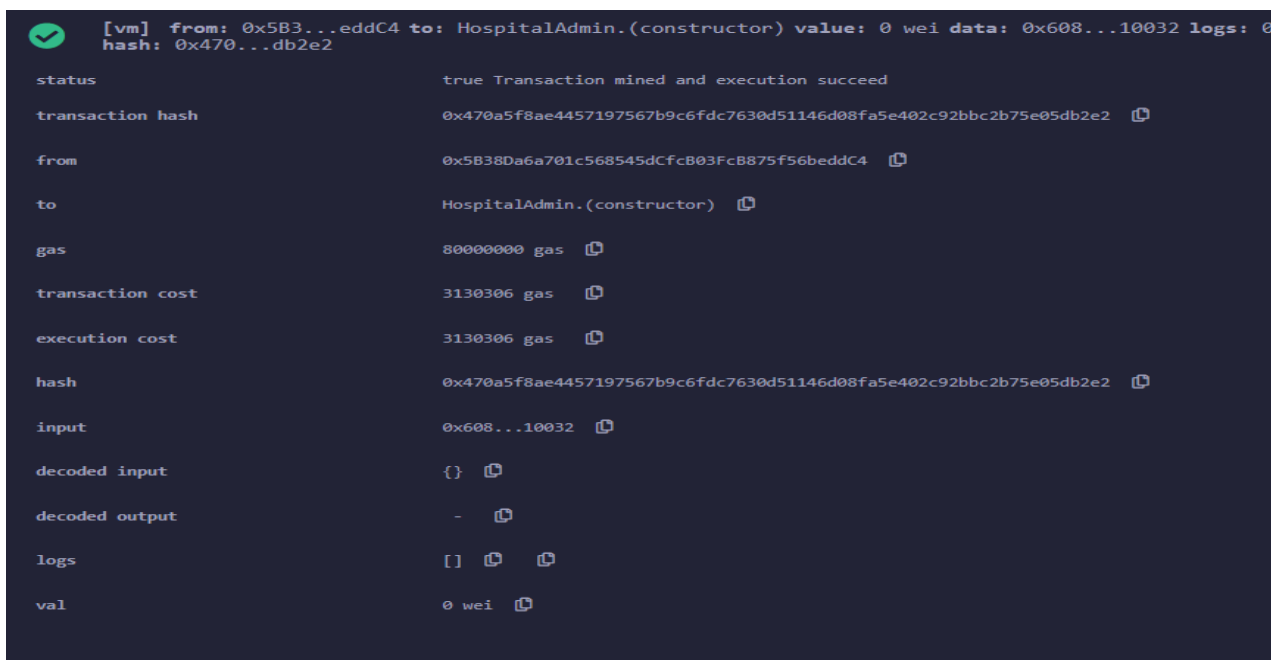 [vm] from: 0x5B3...eddC4 to: HospitalAdmin.(constructor) value: 0 wei data: 0x608...10032 logs: 0
hash: 0x470...db2e2
status true Transaction mined and execution succeed
transaction hash 0x470a5f8ae4457197567b9c6fdc7630d51146d08fa5e402c92bbc2b75e05db2e2
from 0x5B38Da6a701c568545dCfcB03FcB875f56beddC4
to HospitalAdmin.(constructor)
gas 80000000 gas
transaction cost 3130306 gas
execution cost 3130306 gas
hash 0x470a5f8ae4457197567b9c6fdc7630d51146d08fa5e402c92bbc2b75e05db2e2
input 0x608...10032
decoded input {}
decoded output -
logs []
val 0 wei